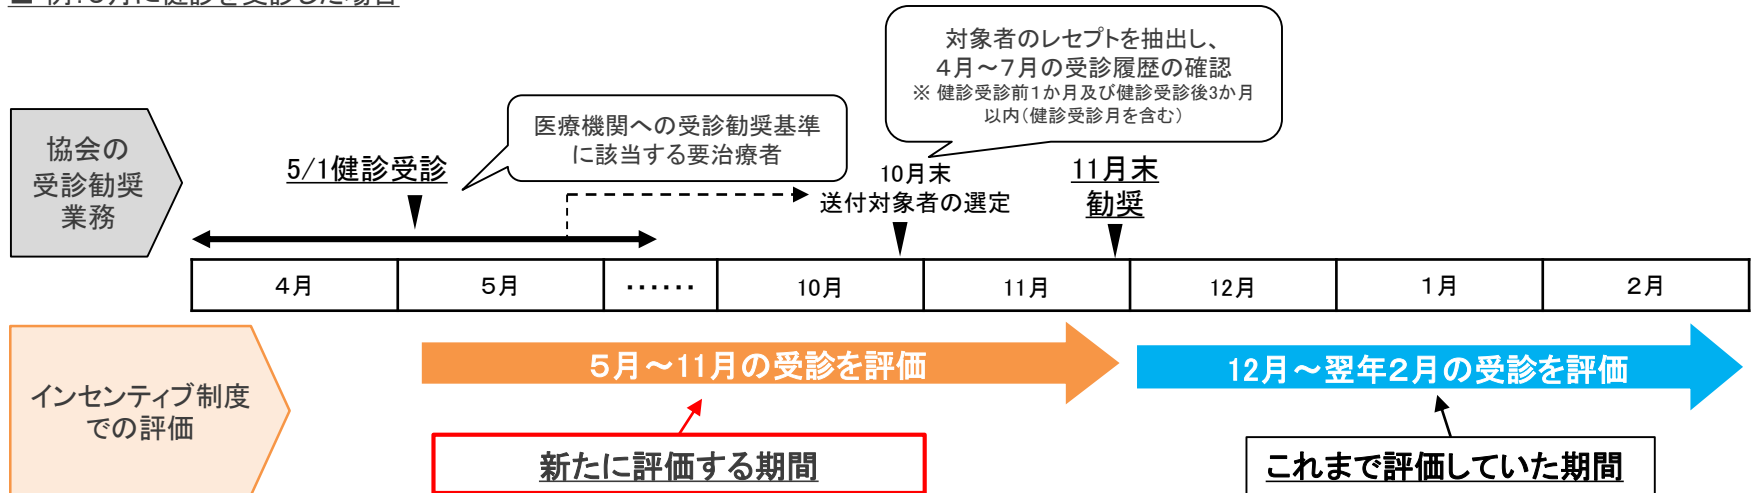 対象者のレセプトを抽出し、
４月～７月の受診履歴の確認
※ 健診受診前１か月及び健診受診後3か月
以内（健診受診月を含む）
医療機関への受診勧奨基準
に該当する要治療者
協会の
受診勧奨
業務
5/1健診受診
10月末
送付対象者の選定
11月末
勧奨
４月
５月
……
10月
11月
12月
１月
２月
インセンティブ制度
での評価
５月～11月の受診を評価
12月～翌年２月の受診を評価
新たに評価する期間
これまで評価していた期間